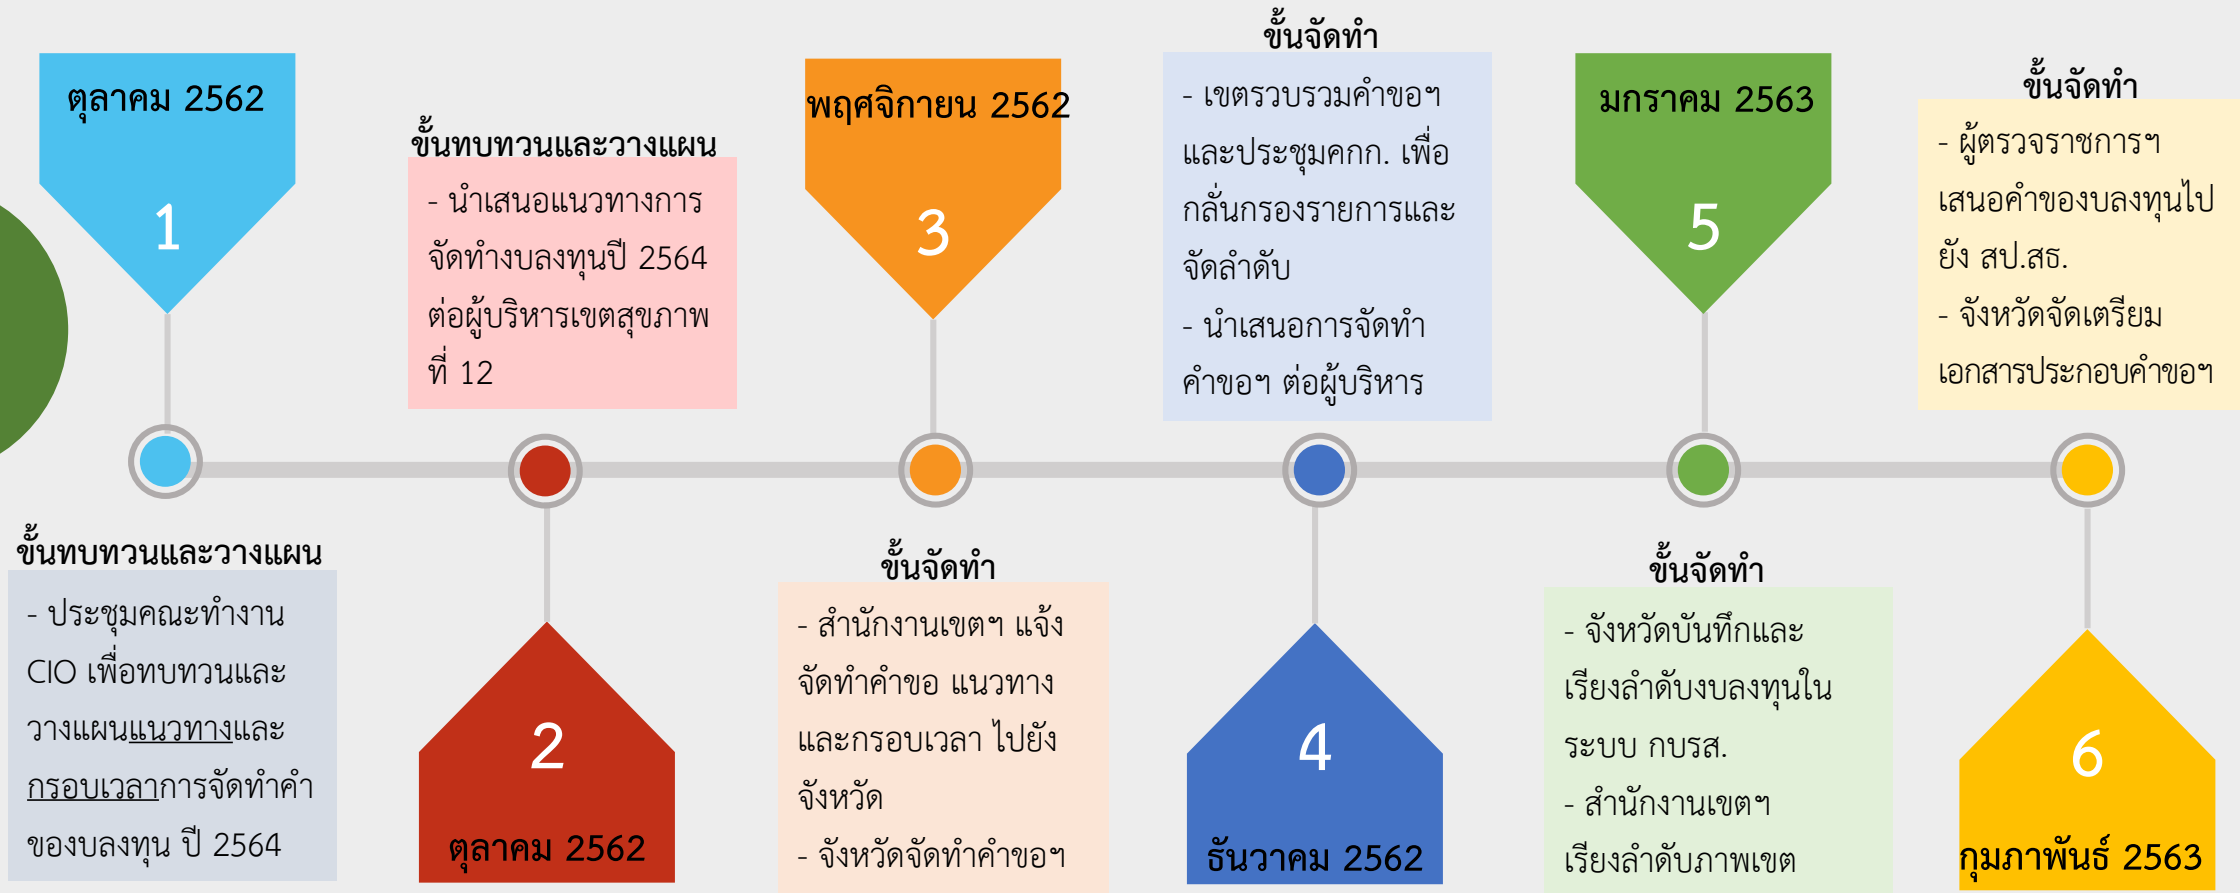 ตุลาคม 2562
1
ขั้นทบทวนและวางแผน
- ประชุมคณะทำงาน
CIO เพื่อทบทวนและ
วางแผนแนวทางและ
กรอบเวลาการจัดทำคำ
ของบลงทุน ปี 2564
ขั้นทบทวนและวางแผน
- นำเสนอแนวทางการ
จัดทำงบลงทุนปี 2564
ต่อผู้บริหารเขตสุขภาพ
ที่ 12
2
ตุลาคม 2562
พฤศจิกายน 2562
3
ขั้นจัดทำ
- สำนักงานเขตฯ แจ้ง
จัดทำคำขอ แนวทาง
และกรอบเวลา ไปยัง
จังหวัด
- จังหวัดจัดทำคำขอฯ
ขั้นจัดทำ
- เขตรวบรวมคำขอฯ
และประชุมคกก. เพื่อ
กลั่นกรองรายการและ
จัดลำดับ
- นำเสนอการจัดทำ
คำขอฯ ต่อผู้บริหาร
4
ธันวาคม 2562
มกราคม 2563
5
ขั้นจัดทำ
- จังหวัดบันทึกและ
เรียงลำดับงบลงทุนใน
ระบบ กบรส.
- สำนักงานเขตฯ
เรียงลำดับภาพเขต
ขั้นจัดทำ
- ผู้ตรวจราชการฯ
เสนอคำของบลงทุนไป
ยัง สป.สธ.
- จังหวัดจัดเตรียม
เอกสารประกอบคำขอฯ
6
กุมภาพันธ์ 2563